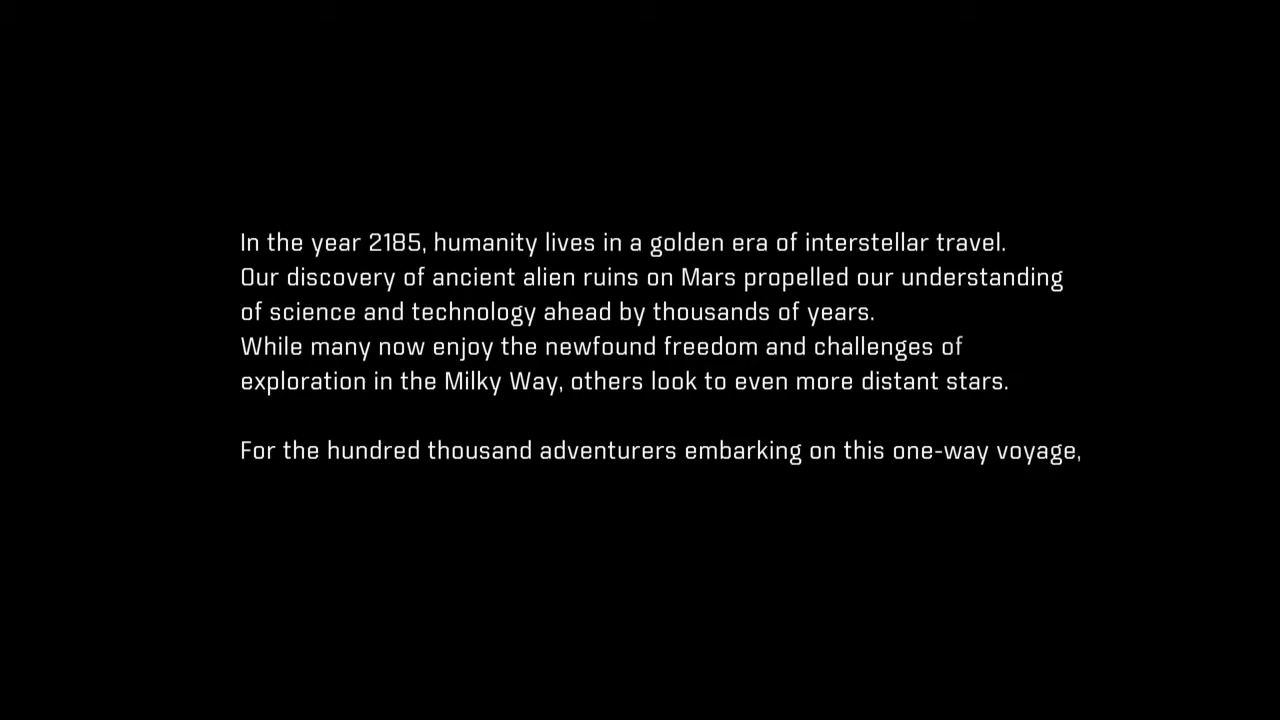 In the year 2185, humanity lives in a golden era of interstellar travel.
Our discovery of ancient alien ruins on Mars propelled our understanding
of science and technology ahead by thousands of years.
While many now enjoy the newfound freedom and challenges of
exploration in the Milky Way, others look to even more distant stars.
For the hundred thousand adventurers embarking on this one-way voyage,